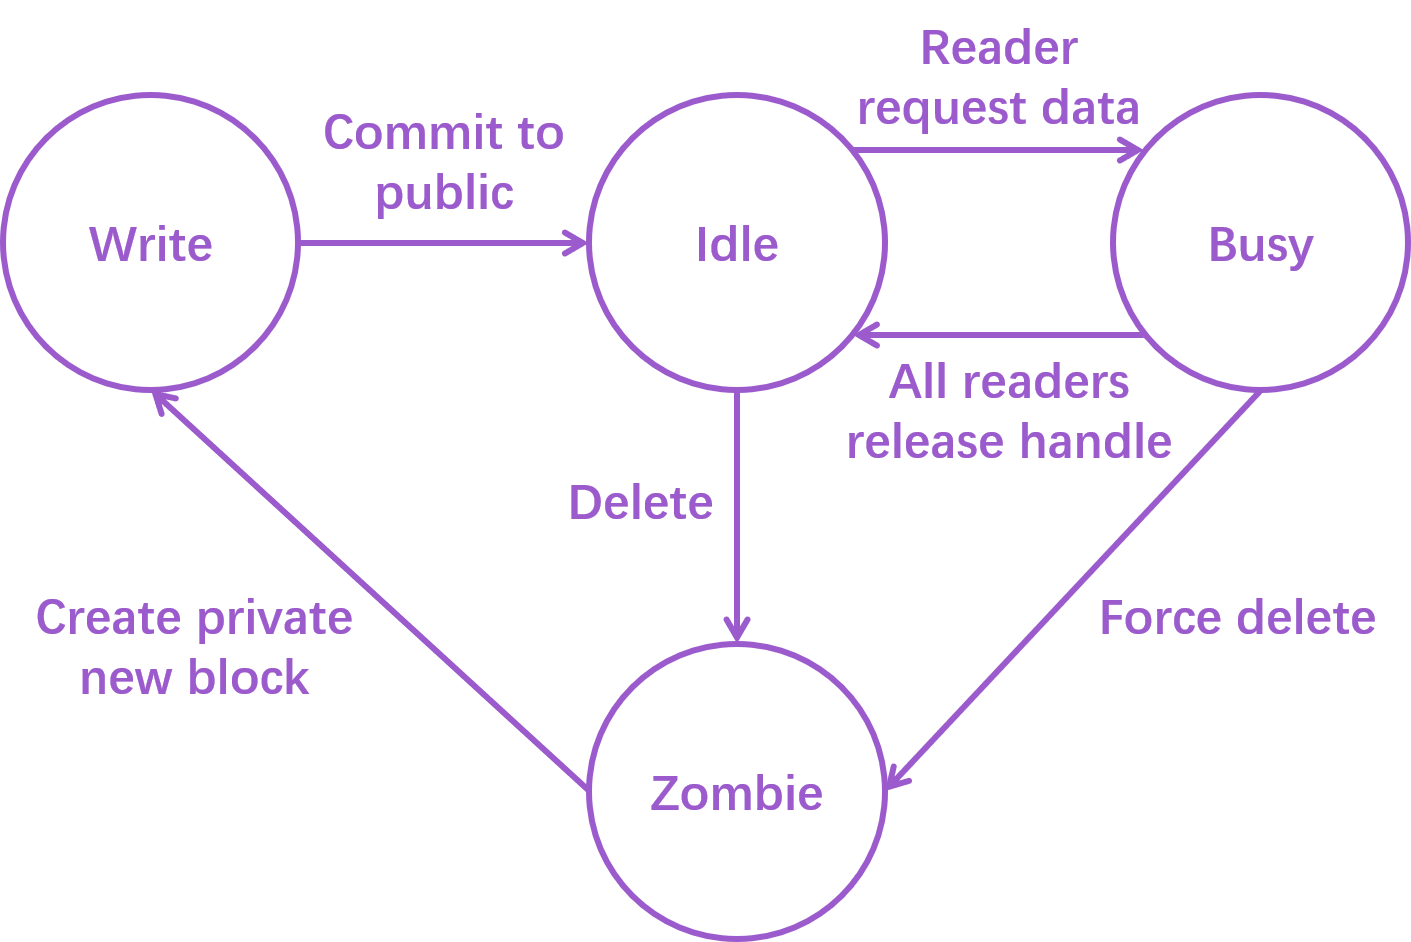 Reader
request data
Commit to
public
Write
Idle
Busy
All readers
release handle
Delete
Create private
new block
Force delete
Zombie